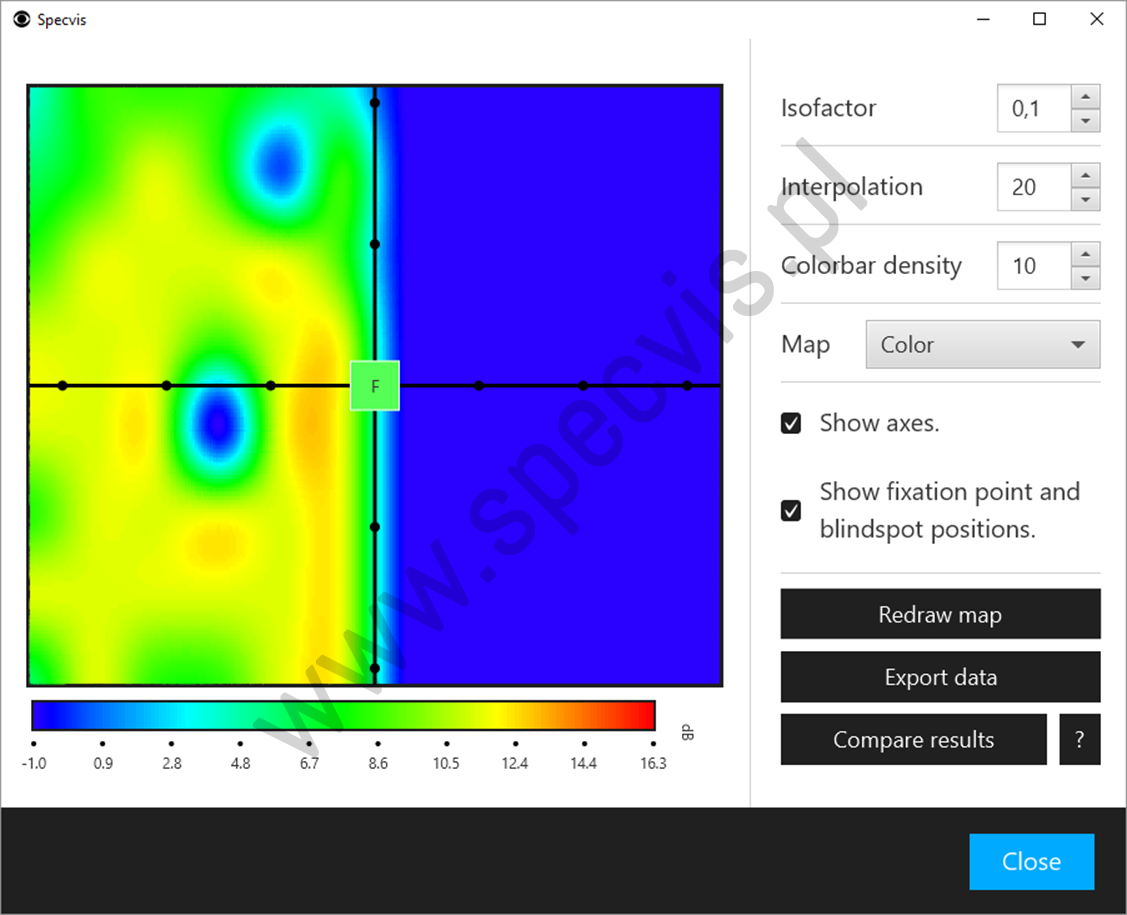 Specvis
Isofactor
0,1
Interpolation
20
Colorbar density
10
Map
Color
Show axes.
Show fixation point and
blindspot positions.
F
dB
-1.0 0.9 2.8 4.8 6.7 8.6 10.5 12.4 14.4 16.3
Redraw map
Export data
Compare results
?
Close
www.specvis.pl